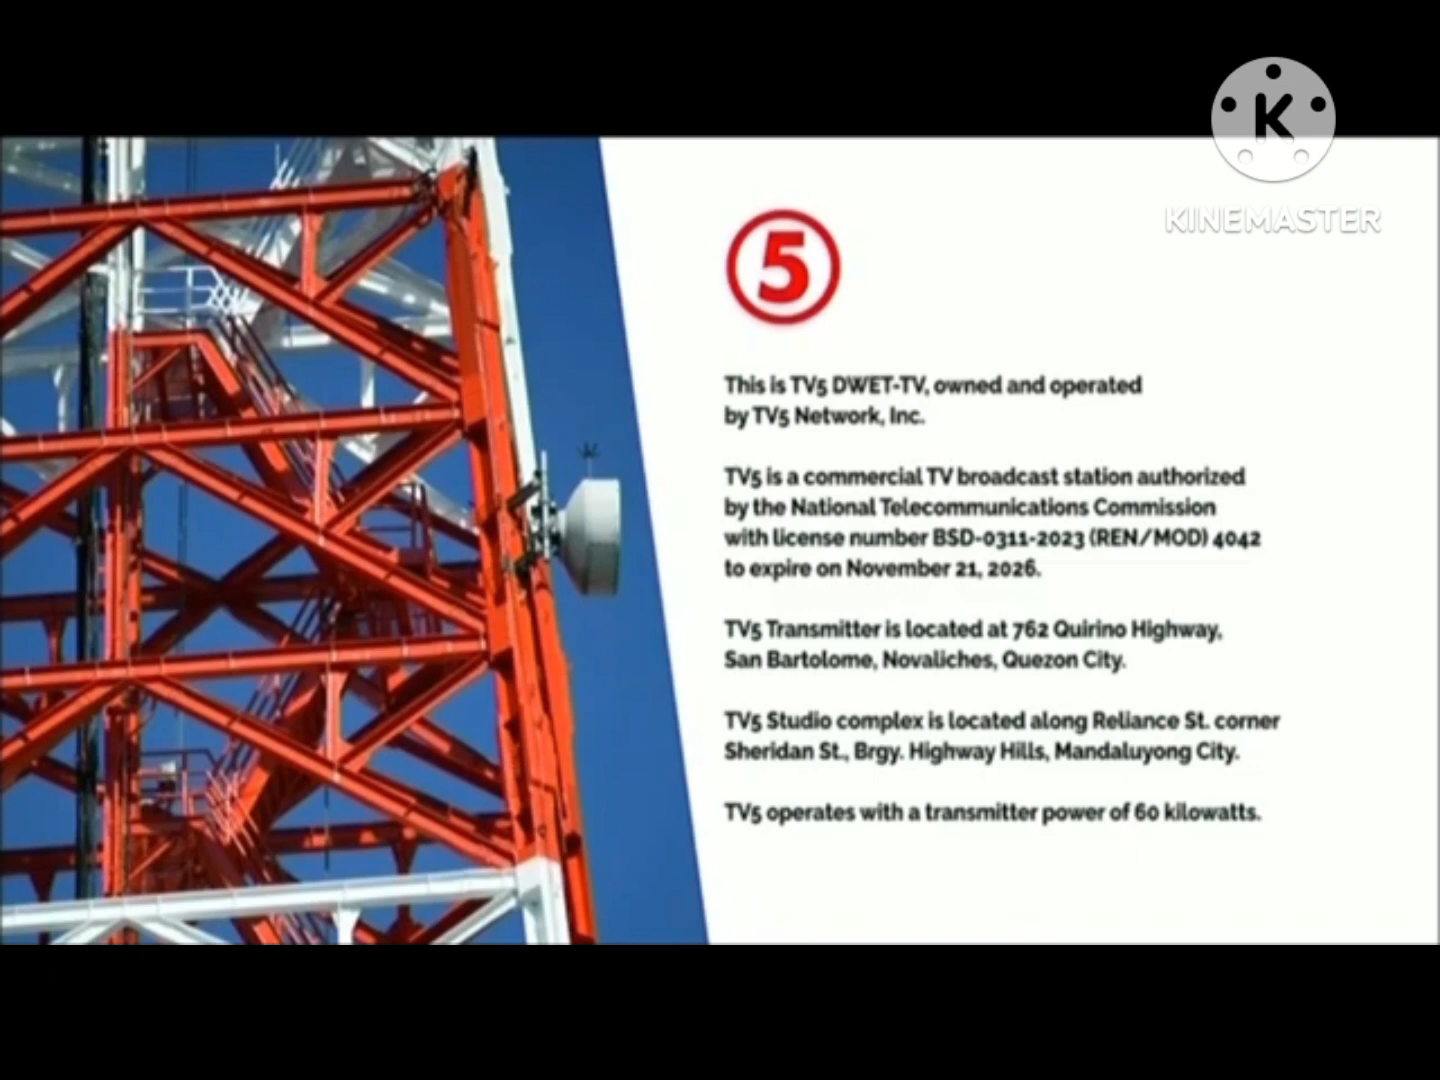 K
KINEMASTER
5
This is TV5 DWET-TV, owned and operated
by TV5 Network, Inc.
TV5 is a commercial TV broadcast station authorized
by the National Telecommunications Commission
with license number BSD-0311-2023 (REN/MOD) 4042
to expire on November 21, 2026.
TV5 Transmitter is located at 762 Quirino Highway,
San Bartolome, Novaliches, Quezon City.
TV5 Studio complex is located along Reliance St. corner
Sheridan St., Brgy. Highway Hills, Mandaluyong City.
TV5 operates with a transmitter power of 60 kilowatts.